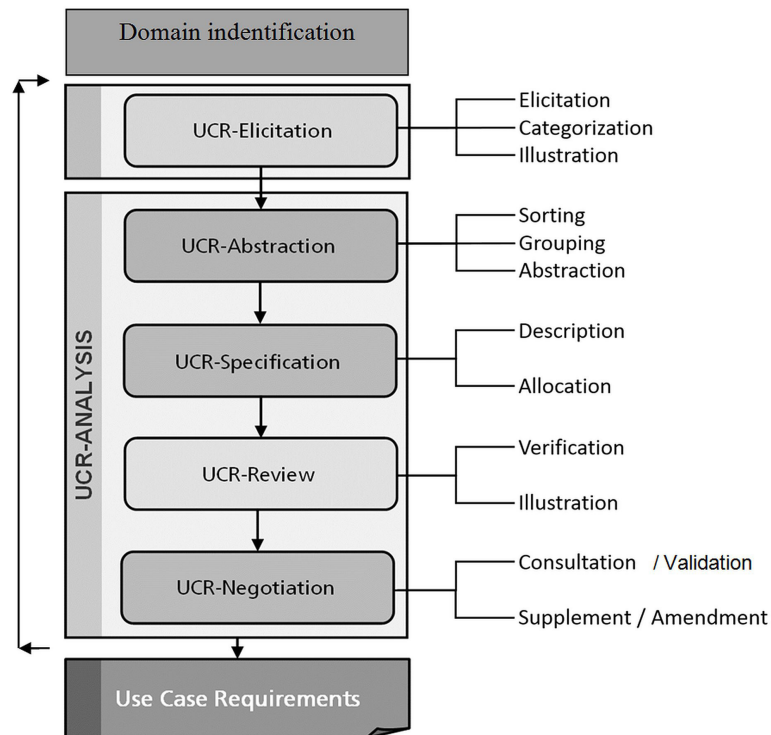 Domain indentification
UCR-Elicitation
Elicitation
Categorization
Illustration
UCR-ANALYSIS
UCR-Abstraction
Sorting
Grouping
Abstraction
UCR-Specification
Description
Allocation
UCR-Review
Verification
Illustration
UCR-Negotiation
Consultation / Validation
Supplement / Amendment
Use Case Requirements